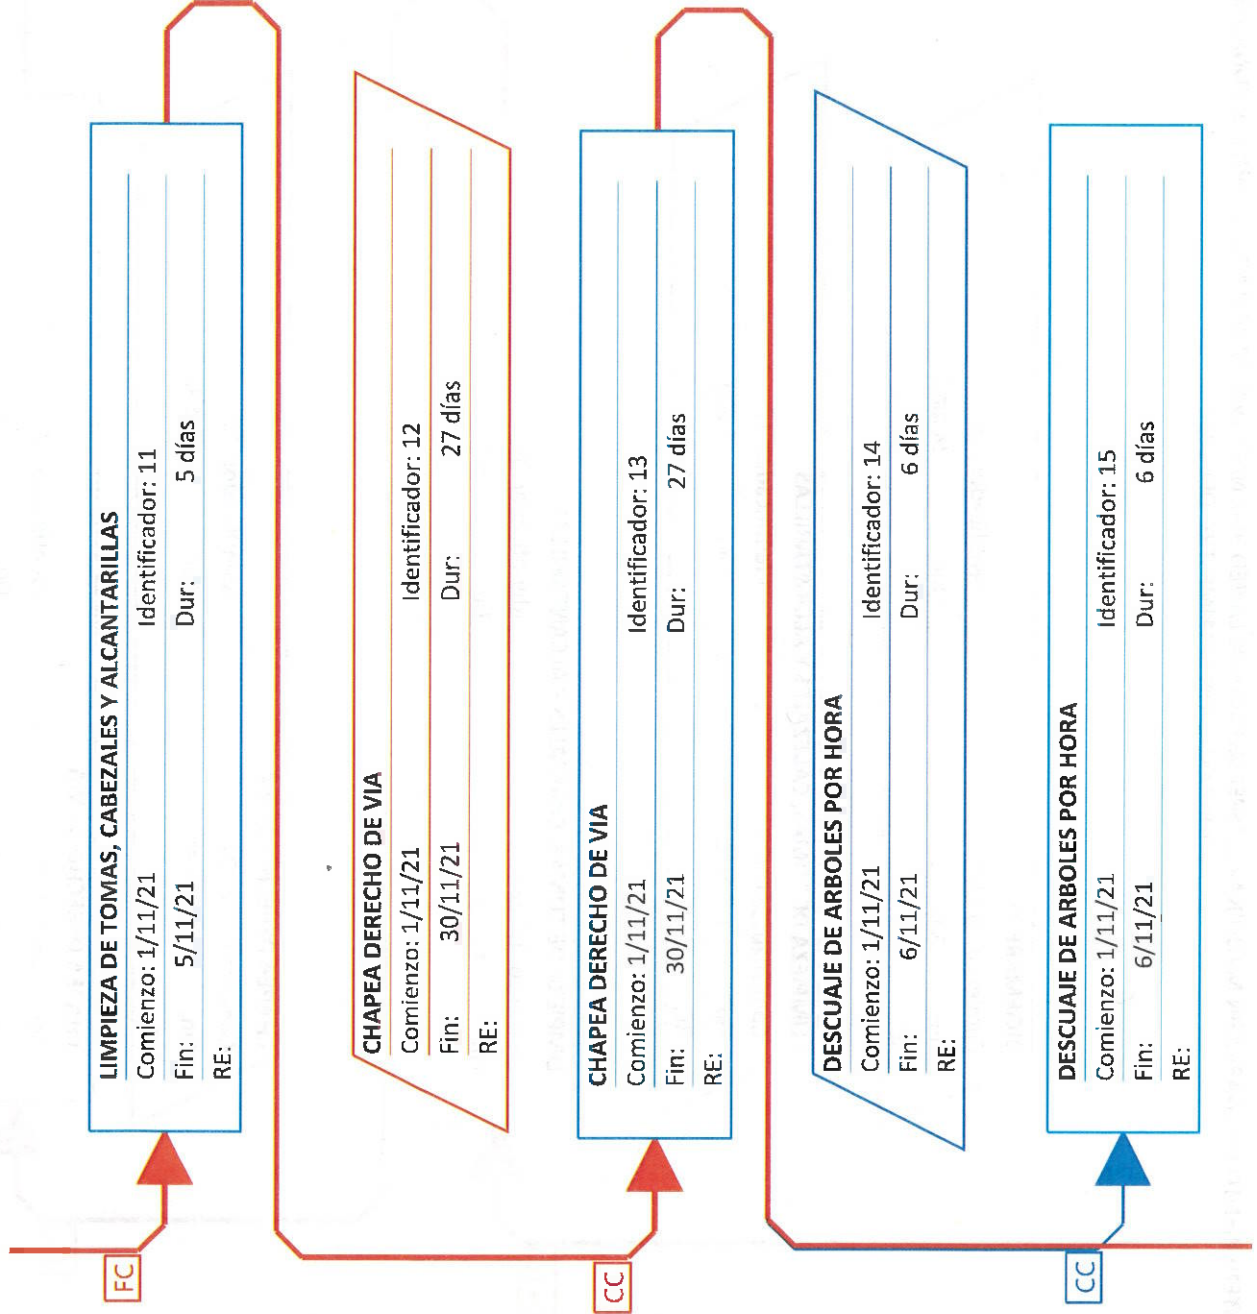 LIMPIEZA DE TOMAS, CABEZALES Y ALCANTARILLAS
Comienzo: 1/11/21 Identificador: 11
Fin: 5/11/21 Dur: 5 días
RE:
FC
CHAPEA DERECHO DE VIA
Comienzo: 1/11/21 Identificador: 12
Fin: 30/11/21 Dur: 27 días
RE:
CHAPEA DERECHO DE VIA
Comienzo: 1/11/21 Identificador: 13
Fin: 30/11/21 Dur: 27 días
RE:
CC
DESCUAJE DE ARBOLES POR HORA
Comienzo: 1/11/21 Identificador: 14
Fin: 6/11/21 Dur: 6 días
RE:
DESCUAJE DE ARBOLES POR HORA
Comienzo: 1/11/21 Identificador: 15
Fin: 6/11/21 Dur: 6 días
RE:
CC